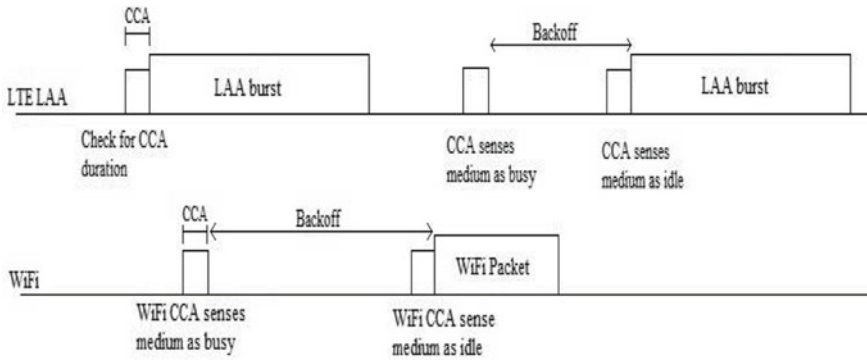 CCA
Backoff
LTE LAA
LAA burst
LAA burst
Check for CCA
duration
CCA senses
medium as busy
CCA senses
medium as idle
CCA
Backoff
WiFi
WiFi Packet
WiFi CCA senses
medium as busy
WiFi CCA sense
medium as idle